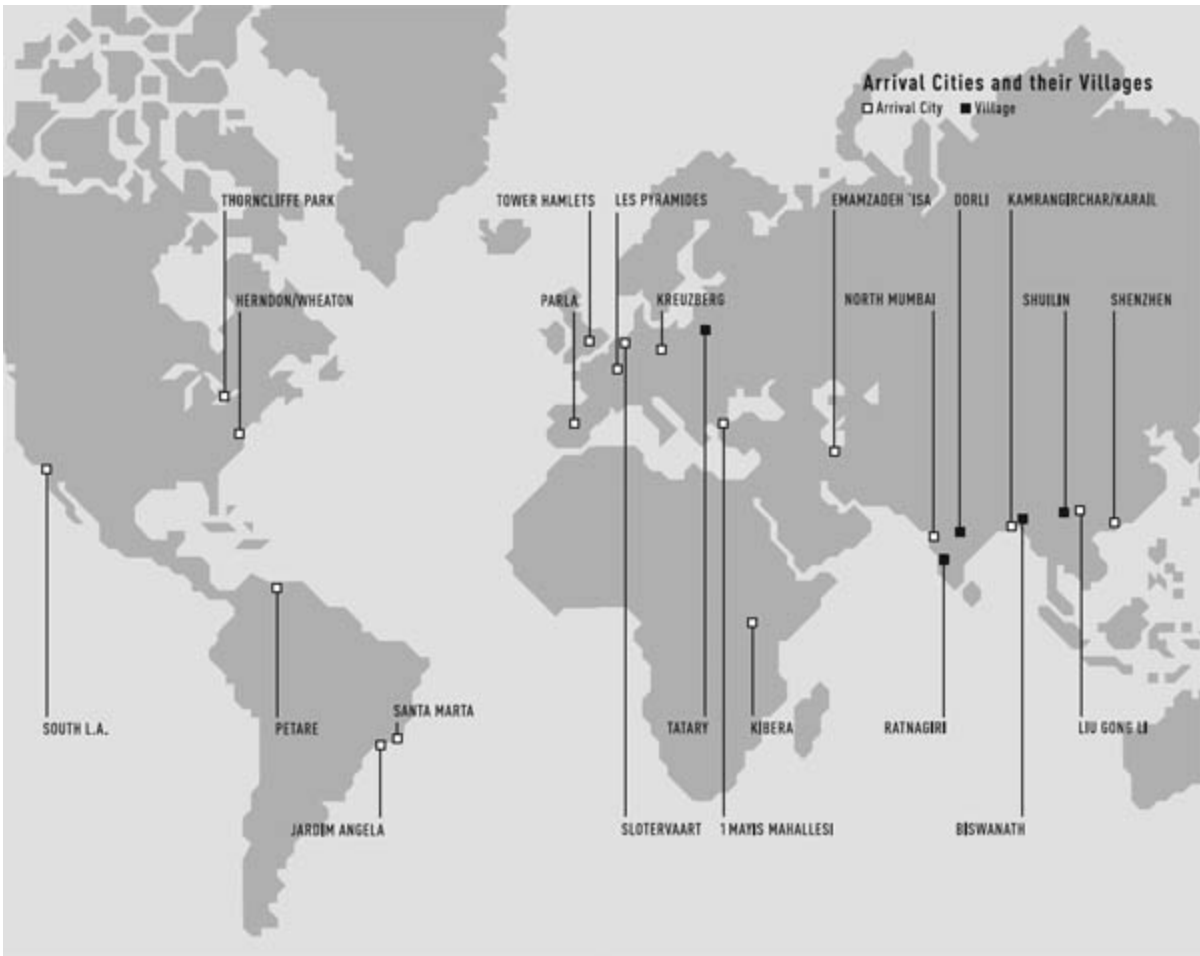 Arrival Cities and their Villages
Arrival City Village
THORNCLIFFE PARK
TOWER HAMLETS
LES PYRAMIDES
EMAMZADEH 'ISA
DORLI
KAMRANGIRCHAR/KARAIL
HERNDON/WHEATON
PARLA
KREUZBERG
NORTH MUMBAI
SHUILIN
SHENZHEN
SOUTH L.A.
PETARE
SANTA MARTA
TATARY
KIBERA
RATNAGIRI
LIU GONG LI
JARDIM ANGELA
SLOTERVAART
1 MAYIS MAHALLESI
BISWANATH